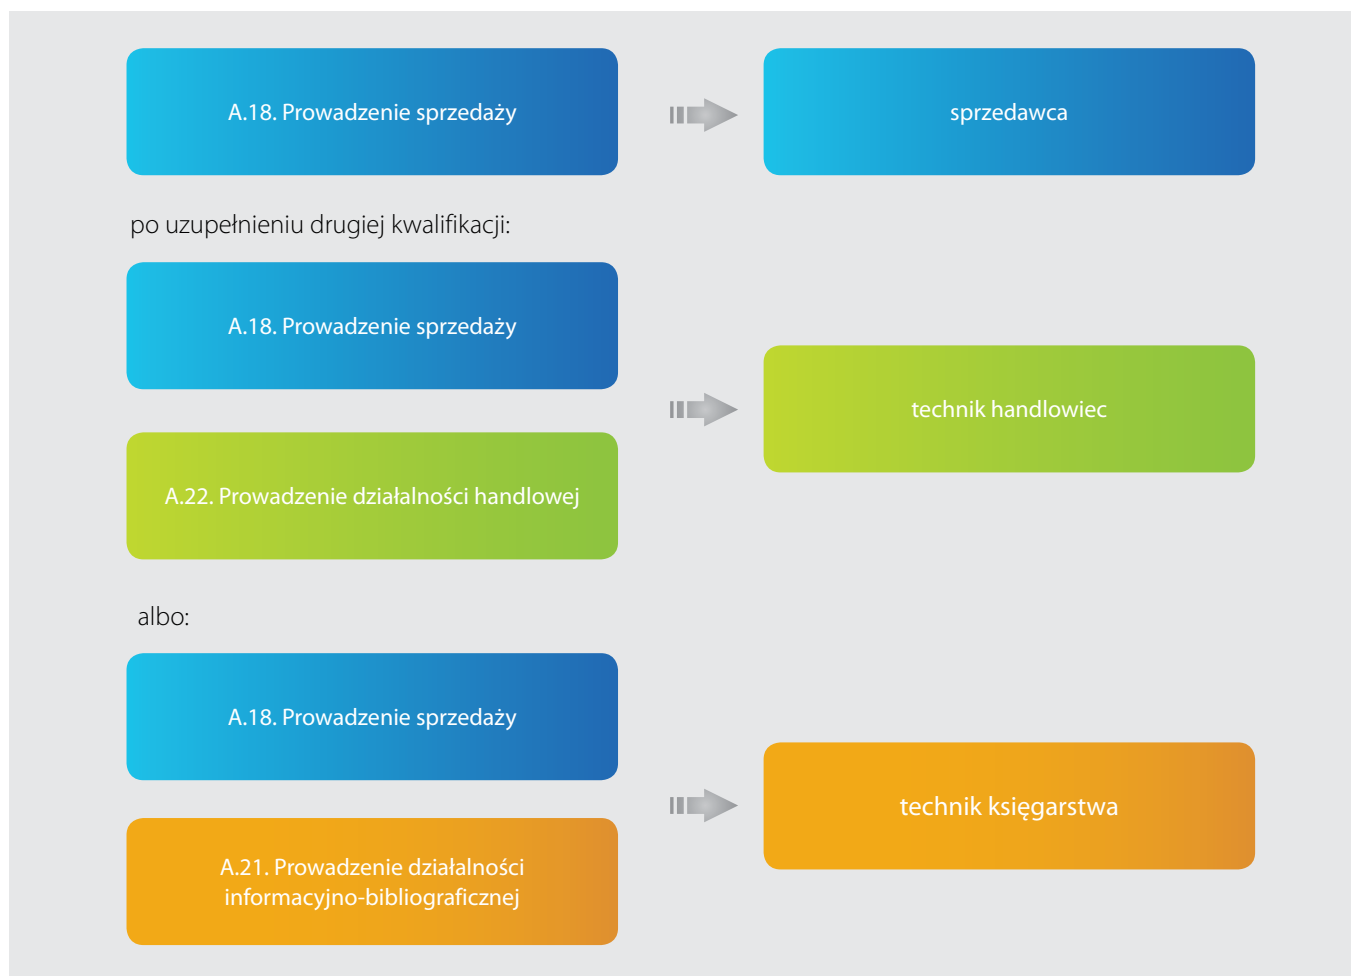 A.18. Prowadzenie sprzedaży
sprzedawca
po uzupełnieniu drugiej kwalifikacji:
A.18. Prowadzenie sprzedaży
technik handlowiec
A.22. Prowadzenie działalności handlowej
albo:
A.18. Prowadzenie sprzedaży
technik księgarstwa
A.21. Prowadzenie działalności
informacyjno-bibliograficznej